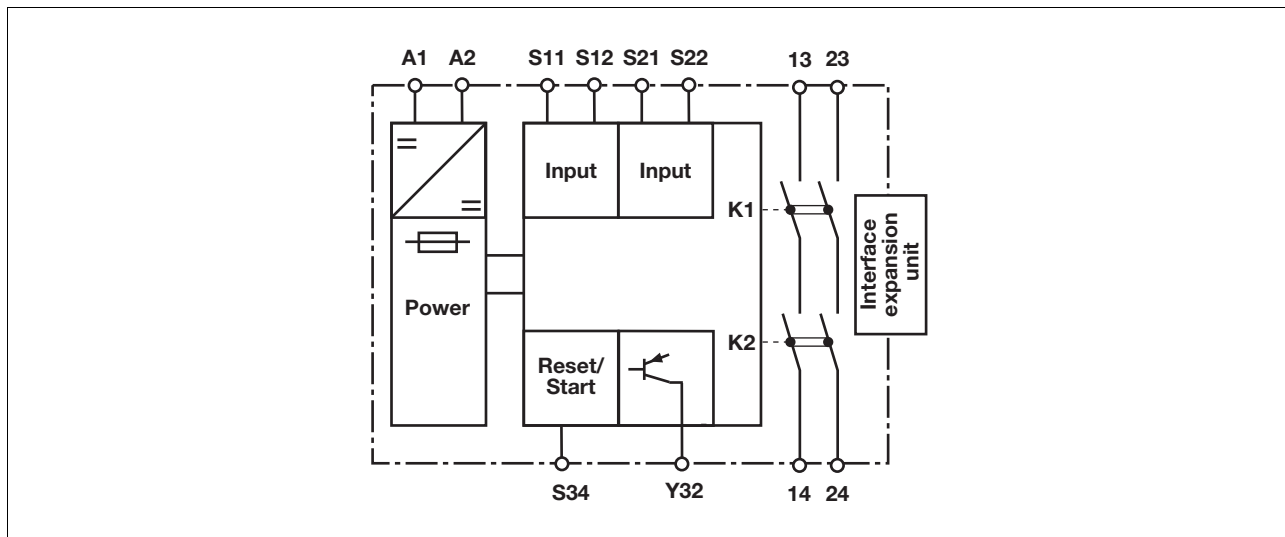 A1 A2 S11 S12 S21 S22 13 23
Input Input
K1
Interface
expansion
unit
Power
K2
Reset/
Start
S34 Y32 14 24